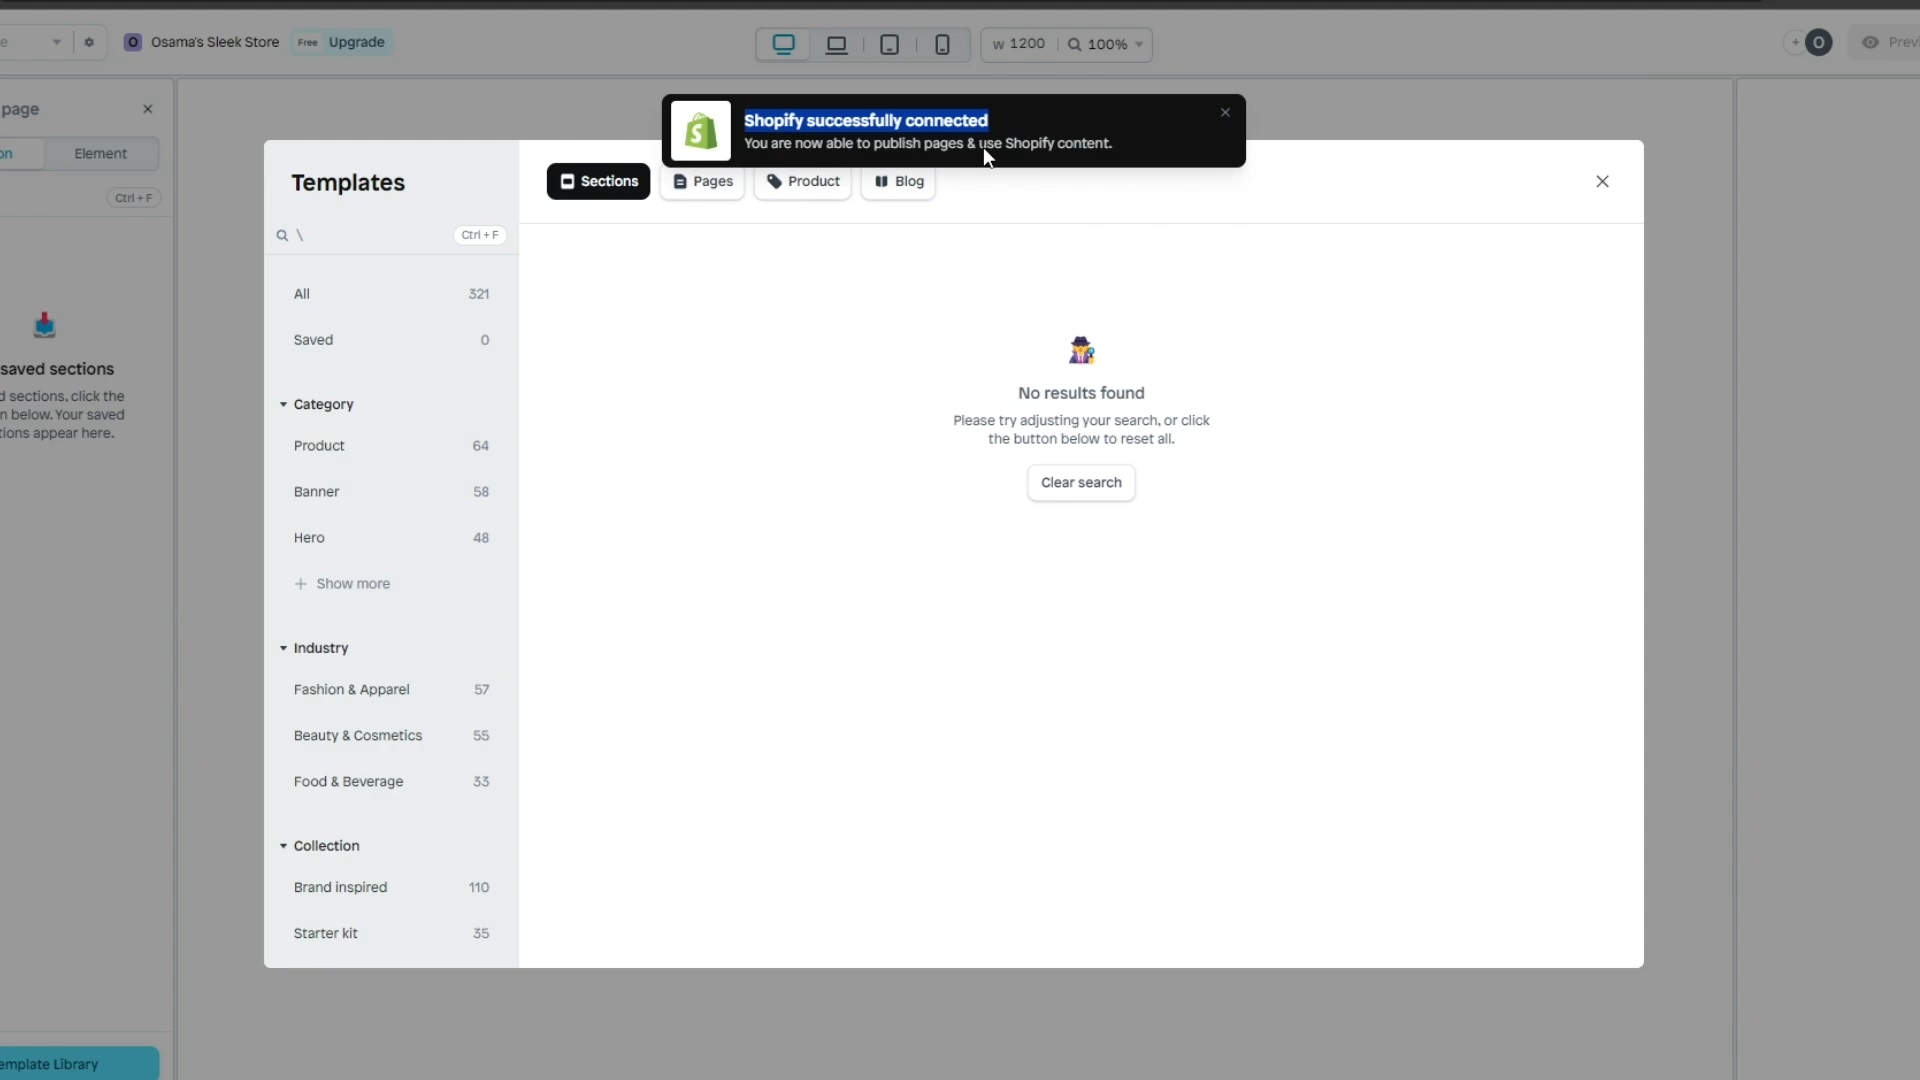 e
O Osama's Sleek Store Free Upgrade
W 1200 100%
+ O Previ
page
on Element
Ctrl + F
saved sections
d sections, click the
n below. Your saved
tions appear here.
emplate Library
Shopify successfully connected
You are now able to publish pages & use Shopify content.
Templates
Sections Pages Product Blog
\ Ctrl + F
All 321
Saved 0
Category
Product 64
Banner 58
Hero 48
+ Show more
Industry
Fashion & Apparel 57
Beauty & Cosmetics 55
Food & Beverage 33
Collection
Brand inspired 110
Starter kit 35
No results found
Please try adjusting your search, or click
the button below to reset all.
Clear search